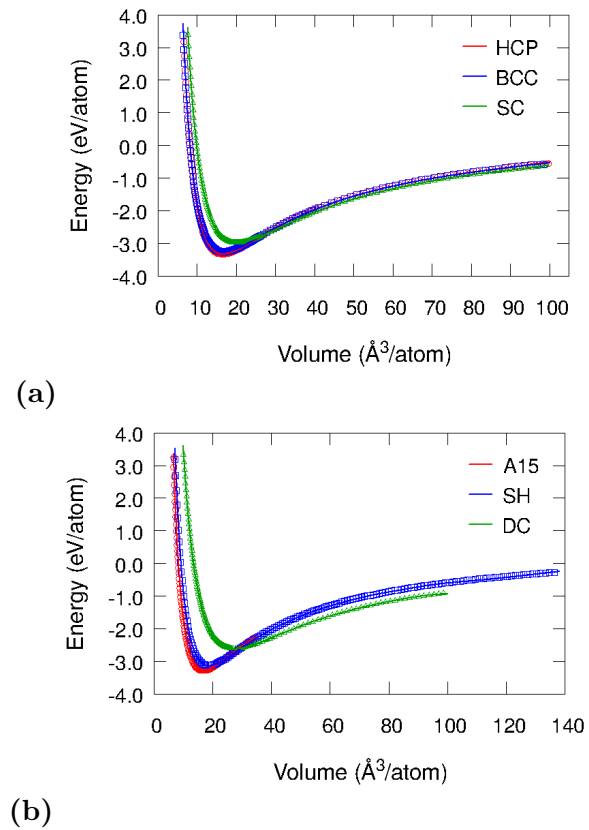 4.0
3.0
2.0
1.0
0.0
-1.0
-2.0
-3.0
-4.0
Energy (eV/atom)
HCP
BCC
SC
0 10 20 30 40 50 60 70 80 90 100
Volume (Å³/atom)
(a)
4.0
3.0
2.0
1.0
0.0
-1.0
-2.0
-3.0
-4.0
Energy (eV/atom)
A15
SH
DC
0 20 40 60 80 100 120 140
Volume (Å³/atom)
(b)